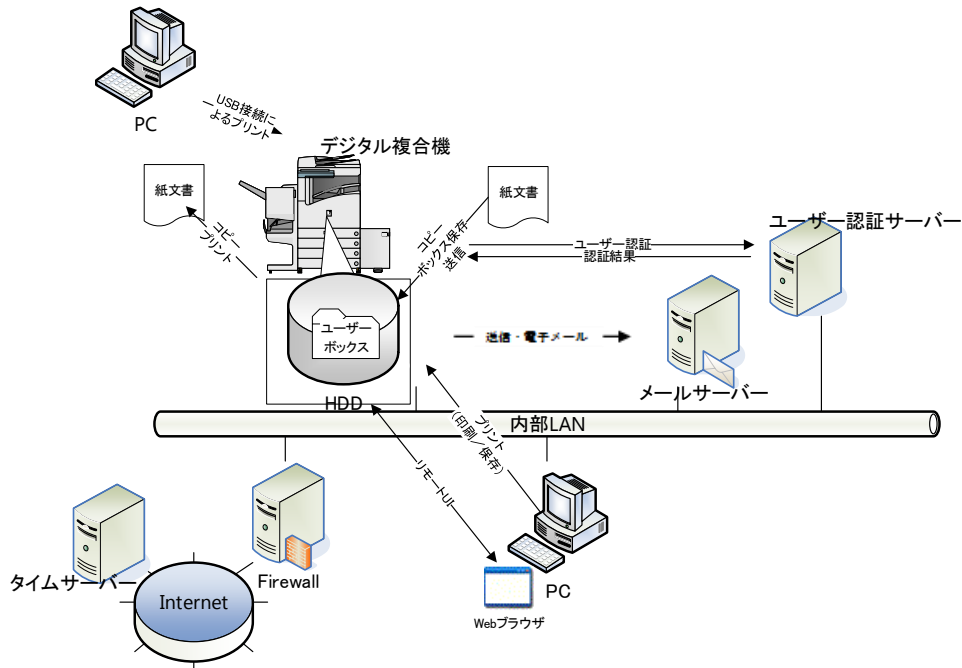 PC
USB接続に
よるプリント
デジタル複合機
紙文書
紙文書
コピー
プリント
コピー
ボックス保存
送信
ユーザー認証
認証結果
ユーザー認証サーバー
ユーザー
ボックス
送信・電子メール
メールサーバー
HDD
内部LAN
プリント
(印刷/保存)
リモートUI
タイムサーバー
Firewall
Internet
PC
Webブラウザ